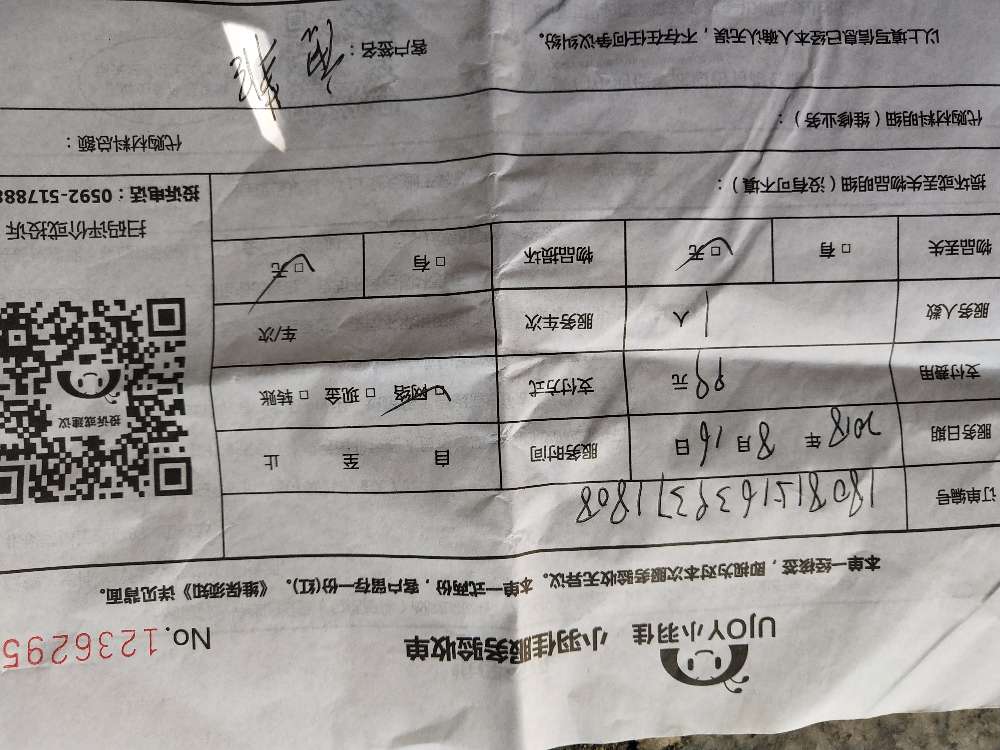 UJOY小羽佳 小羽佳服务验收单 No.1236295
本单一经核签，即视为对本次服务验收无异议。本单一式两份，客户留存一份(红)。《维保须知》详见背面。
订单编号
服务日期 2018年 8月16日 服务时间 自 至 止
支付费用 99元 支付方式 □网络 □现金 □转账
服务人数 1人 服务车次 车/次
物品丢失 □有 □无 物品损坏 □有 □无
投诉或建议
扫码评价或投诉
投诉电话：0592-517888
损坏或丢失物品明细（没有可不填）：
代购材料明细（维修业务）：
代购材料总额：
以上填写信息已经本人确认无误，不存在任何争议纠纷。
客户签名：